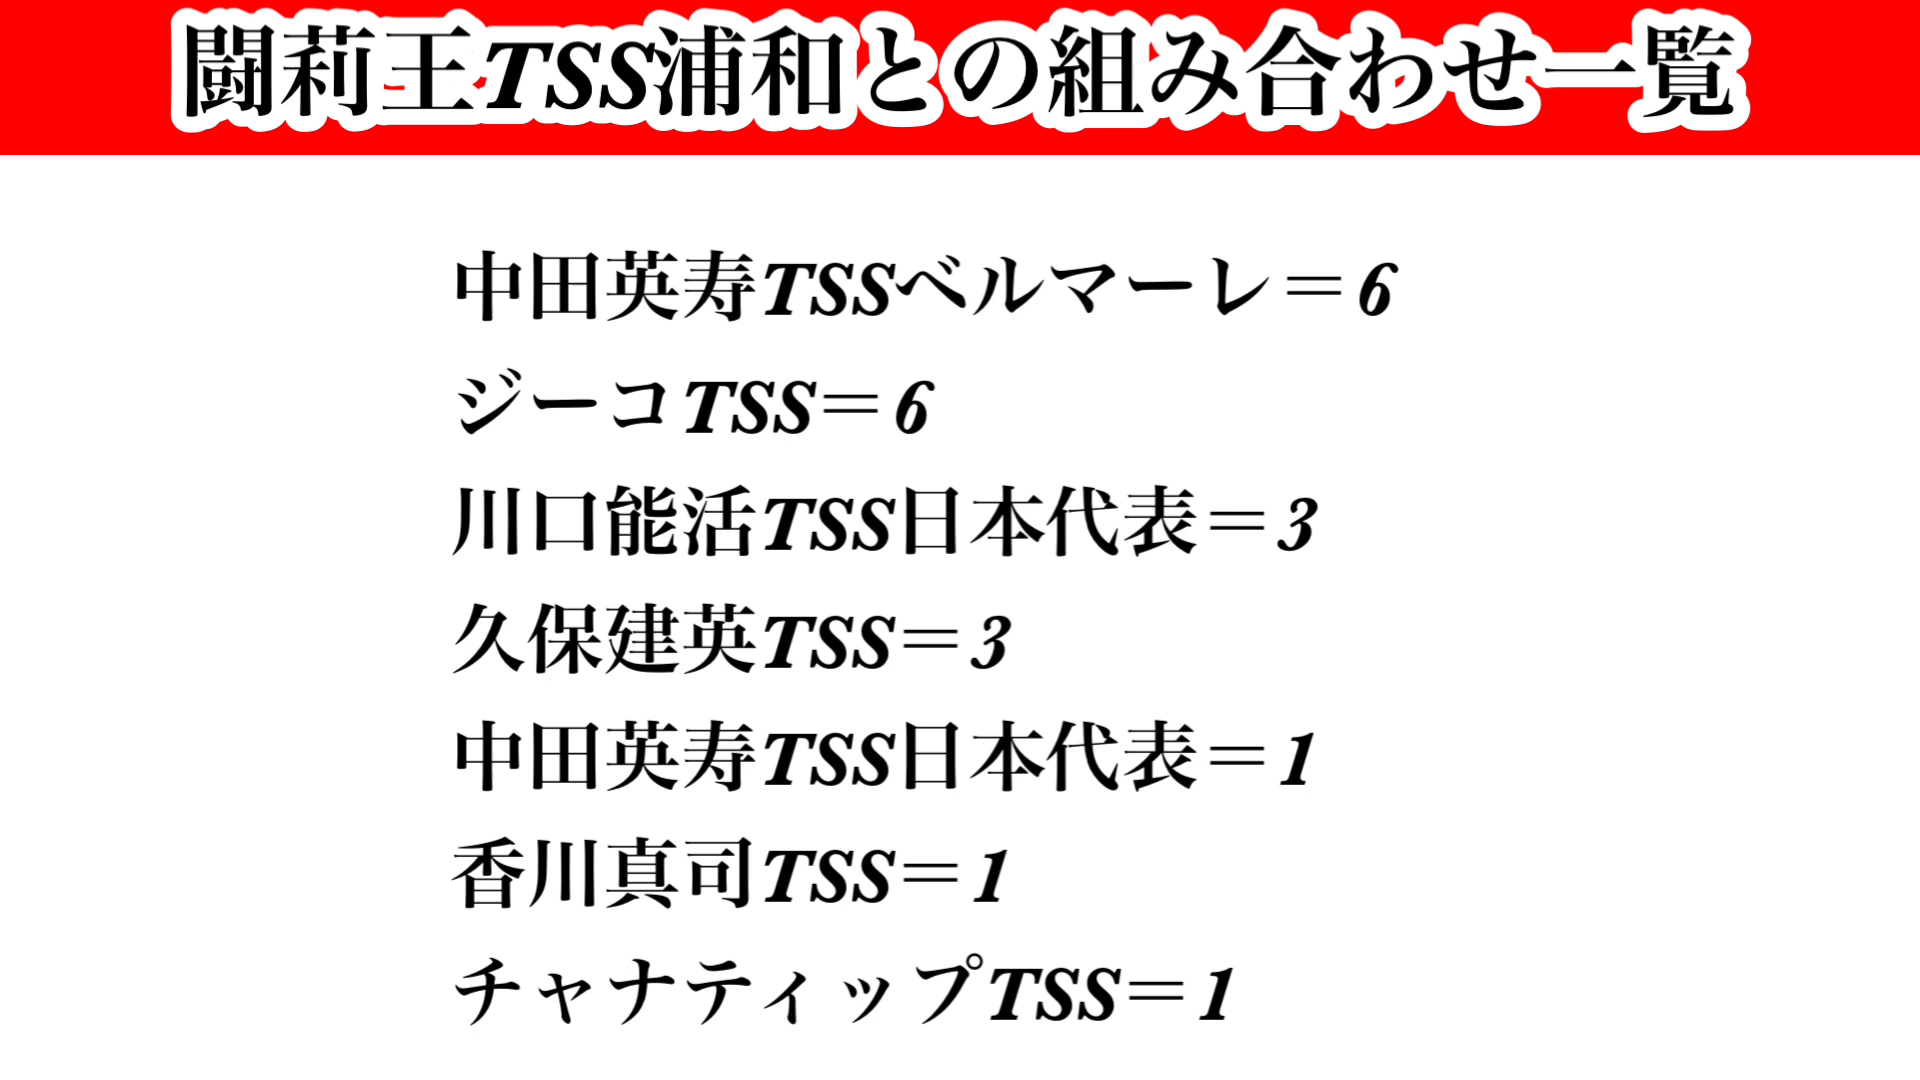 闘莉王TSS浦和との組み合わせ一覧
中田英寿TSSベルマーレ＝6
ジーコTSS＝6
川口能活TSS日本代表＝3
久保建英TSS＝3
中田英寿TSS日本代表＝1
香川真司TSS＝1
チャナティップTSS＝1